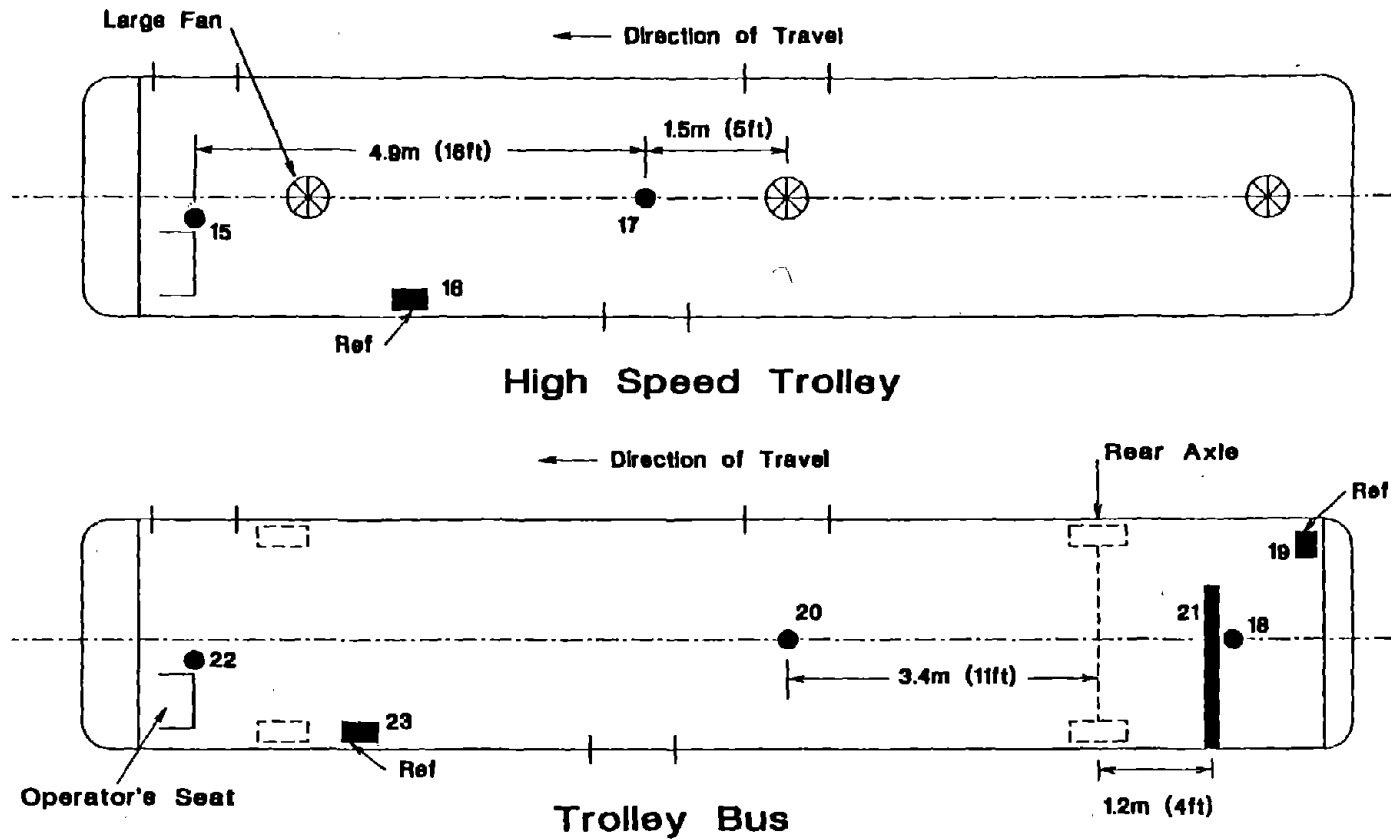 Large Fan
Direction of Travel
1.5m (5ft)
4.9m (16ft)
15
17
16
Ref
High Speed Trolley
Direction of Travel
Rear Axle
Ref
19
20
21
18
22
3.4m (11ft)
23
Ref
Operator's Seat
1.2m (4ft)
Trolley Bus